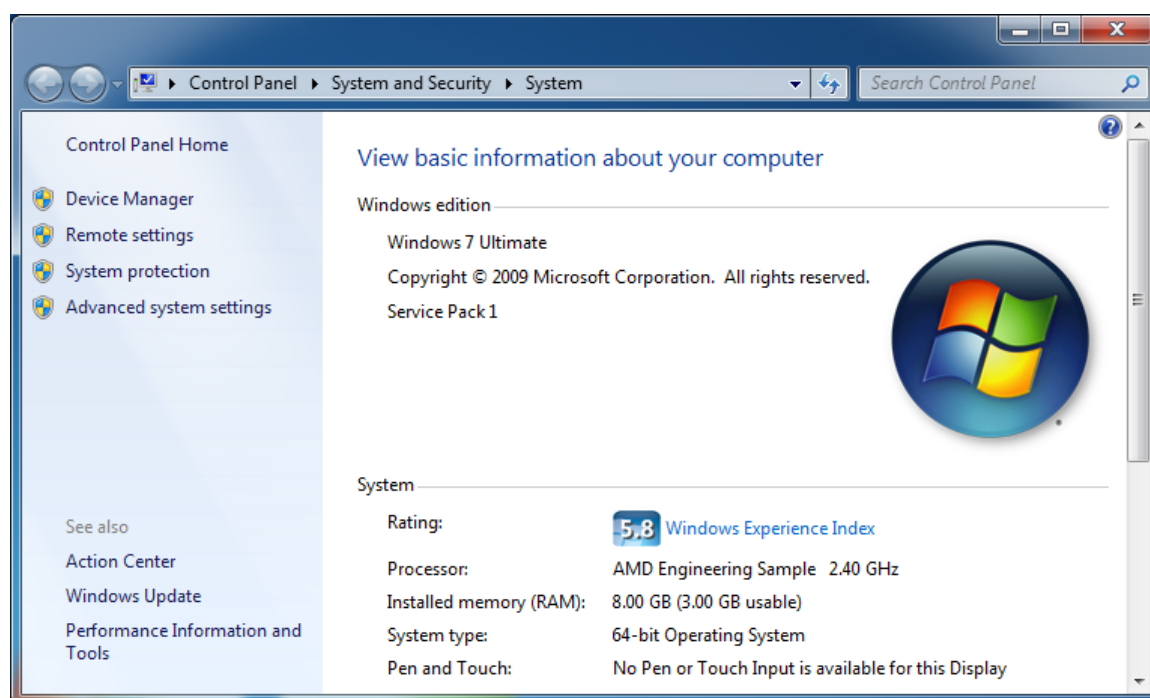 Control Panel ▸ System and Security ▸ System
Search Control Panel
Control Panel Home
Device Manager
Remote settings
System protection
Advanced system settings
See also
Action Center
Windows Update
Performance Information and
Tools
View basic information about your computer
Windows edition
Windows 7 Ultimate
Copyright © 2009 Microsoft Corporation. All rights reserved.
Service Pack 1
System
Rating: 5,8 Windows Experience Index
Processor: AMD Engineering Sample 2.40 GHz
Installed memory (RAM): 8.00 GB (3.00 GB usable)
System type: 64-bit Operating System
Pen and Touch: No Pen or Touch Input is available for this Display